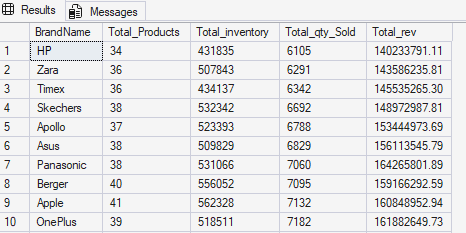 Results Messages
BrandName Total_Products Total_inventory Total_qty_Sold Total_rev
1 HP 34 431835 6105 140233791.11
2 Zara 36 507843 6291 143586235.81
3 Timex 36 434137 6342 145535265.30
4 Skechers 38 532342 6692 148972987.81
5 Apollo 37 523393 6788 153444973.69
6 Asus 38 509829 6829 156113545.79
7 Panasonic 38 531066 7060 164265801.89
8 Berger 40 556052 7095 159166292.59
9 Apple 41 562328 7132 160848952.94
10 OnePlus 39 518511 7182 161882649.73